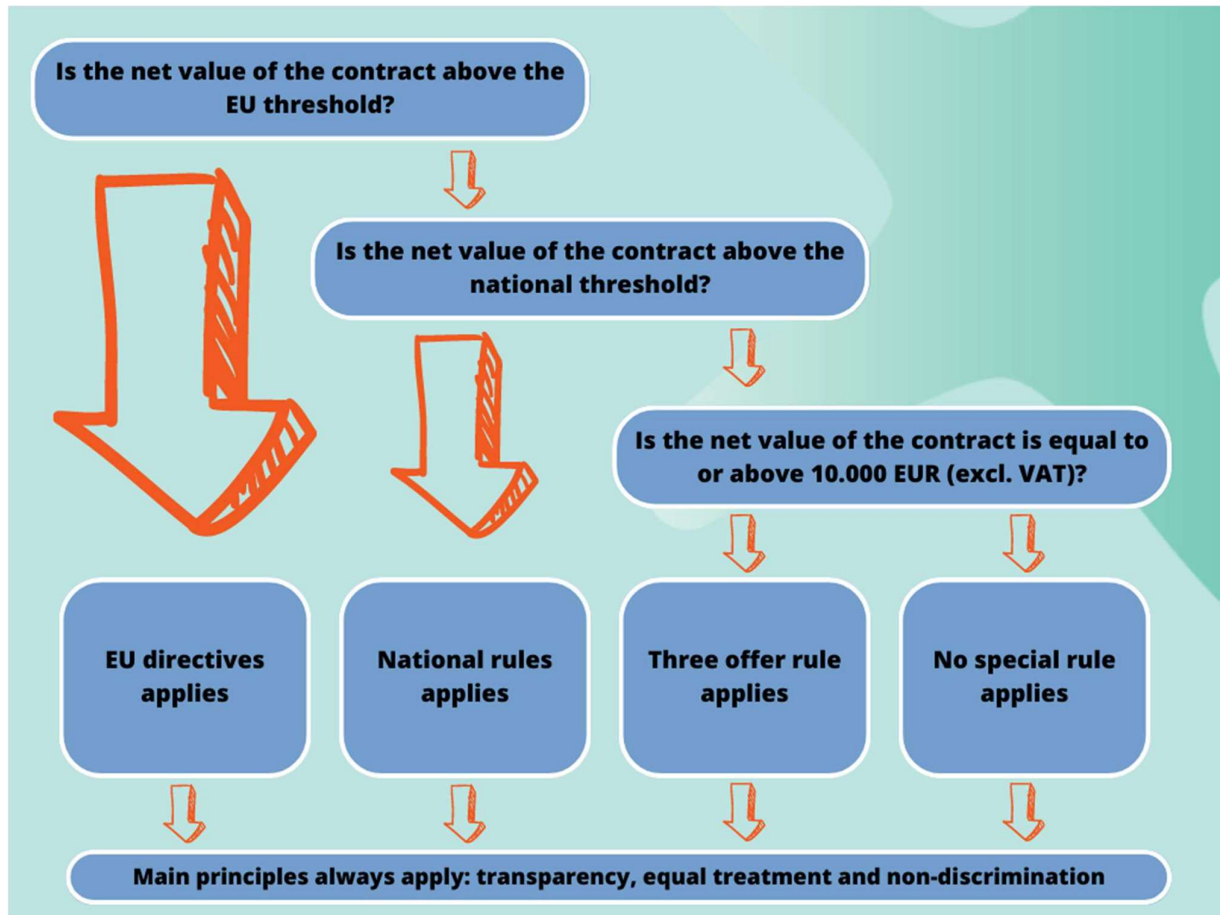 Is the net value of the contract above the
EU threshold?
Is the net value of the contract above the
national threshold?
Is the net value of the contract is equal to
or above 10.000 EUR (excl. VAT)?
EU directives
applies
National rules
applies
Three offer rule
applies
No special rule
applies
Main principles always apply: transparency, equal treatment and non-discrimination